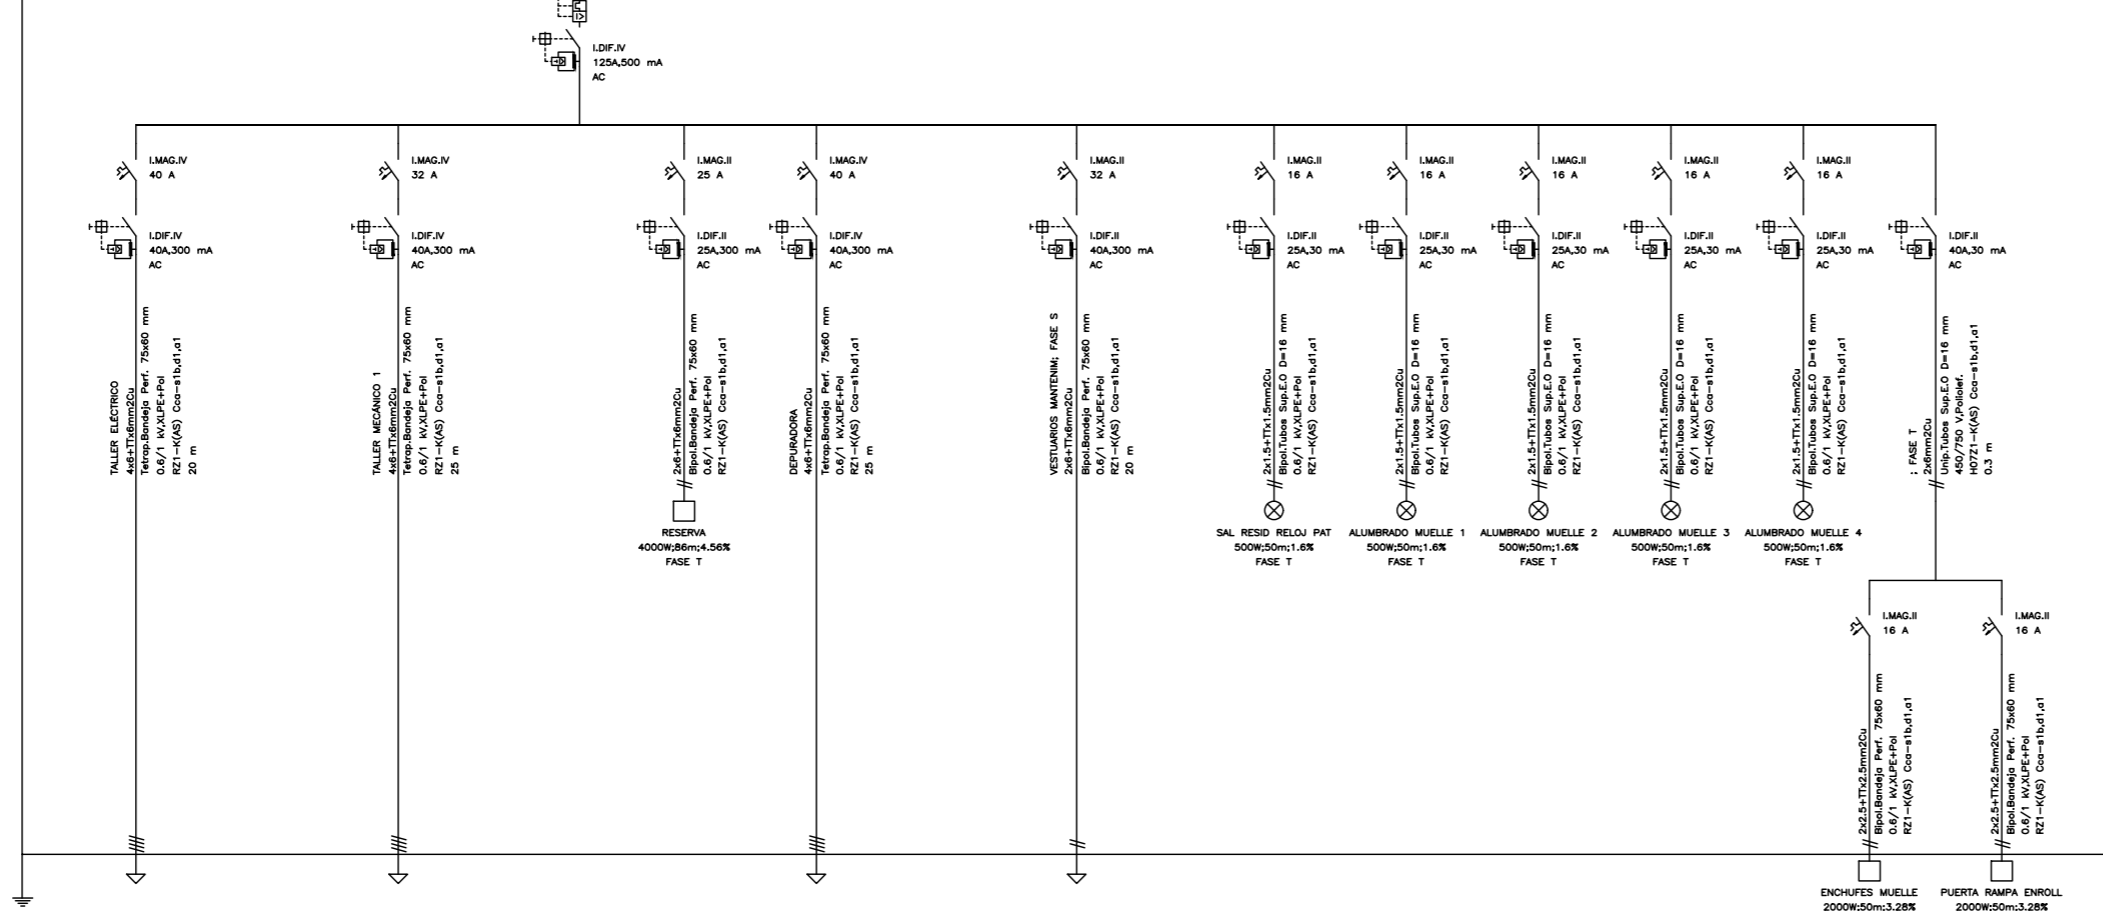 I.DIF.IV
125A,500 mA
AC
I.MAG.IV
40 A
I.DIF.IV
40A,300 mA
AC
TALLER ELÉCTRICO
4x6+TTx6mm2Cu
Tetrap.Bandeja Perf. 75x60 mm
0.6/1 kV,XLPE+Pol
RZ1-K(AS) Cca-s1b,d1,a1
20 m
I.MAG.IV
32 A
I.DIF.IV
40A,300 mA
AC
TALLER MECÁNICO 1
4x6+TTx6mm2Cu
Tetrap.Bandeja Perf. 75x60 mm
0.6/1 kV,XLPE+Pol
RZ1-K(AS) Cca-s1b,d1,a1
25 m
I.MAG.II
25 A
I.DIF.II
25A,300 mA
AC
2x6+TTx6mm2Cu
Bipol.Bandeja Perf. 75x60 mm
0.6/1 kV,XLPE+Pol
RZ1-K(AS) Cca-s1b,d1,a1
RESERVA
4000W;86m;4.56%
FASE T
I.MAG.IV
40 A
I.DIF.IV
40A,300 mA
AC
DEPURADORA
4x6+TTx6mm2Cu
Tetrap.Bandeja Perf. 75x60 mm
0.6/1 kV,XLPE+Pol
RZ1-K(AS) Cca-s1b,d1,a1
25 m
I.MAG.II
32 A
I.DIF.II
40A,300 mA
AC
VESTUARIOS MANTENIM; FASE S
2x6+TTx6mm2Cu
Bipol.Bandeja Perf. 75x60 mm
0.6/1 kV,XLPE+Pol
RZ1-K(AS) Cca-s1b,d1,a1
20 m
I.MAG.II
16 A
I.DIF.II
25A,30 mA
AC
2x1.5+TTx1.5mm2Cu
Bipol.Tubos Sup.E.O D=16 mm
0.6/1 kV,XLPE+Pol
RZ1-K(AS) Cca-s1b,d1,a1
SAL RESID RELOJ PAT
500W;50m;1.6%
FASE T
I.MAG.II
16 A
I.DIF.II
25A,30 mA
AC
2x1.5+TTx1.5mm2Cu
Bipol.Tubos Sup.E.O D=16 mm
0.6/1 kV,XLPE+Pol
RZ1-K(AS) Cca-s1b,d1,a1
ALUMBRADO MUELLE 1
500W;50m;1.6%
FASE T
I.MAG.II
16 A
I.DIF.II
25A,30 mA
AC
2x1.5+TTx1.5mm2Cu
Bipol.Tubos Sup.E.O D=16 mm
0.6/1 kV,XLPE+Pol
RZ1-K(AS) Cca-s1b,d1,a1
ALUMBRADO MUELLE 2
500W;50m;1.6%
FASE T
I.MAG.II
16 A
I.DIF.II
25A,30 mA
AC
2x1.5+TTx1.5mm2Cu
Bipol.Tubos Sup.E.O D=16 mm
0.6/1 kV,XLPE+Pol
RZ1-K(AS) Cca-s1b,d1,a1
ALUMBRADO MUELLE 3
500W;50m;1.6%
FASE T
I.MAG.II
16 A
I.DIF.II
25A,30 mA
AC
2x1.5+TTx1.5mm2Cu
Bipol.Tubos Sup.E.O D=16 mm
0.6/1 kV,XLPE+Pol
RZ1-K(AS) Cca-s1b,d1,a1
ALUMBRADO MUELLE 4
500W;50m;1.6%
FASE T
I.DIF.II
40A,30 mA
AC
; FASE T
2x6mm2Cu
Unip.Tubos Sup.E.O D=16 mm
450/750 V,Poliolef.
H07Z1-K(AS) Cca-s1b,d1,a1
0.3 m
I.MAG.II
16 A
2x2.5+TTx2.5mm2Cu
Bipol.Bandeja Perf. 75x60 mm
0.6/1 kV,XLPE+Pol
RZ1-K(AS) Cca-s1b,d1,a1
ENCHUFES MUELLE
2000W;50m;3.28%
I.MAG.II
16 A
2x2.5+TTx2.5mm2Cu
Bipol.Bandeja Perf. 75x60 mm
0.6/1 kV,XLPE+Pol
RZ1-K(AS) Cca-s1b,d1,a1
PUERTA RAMPA ENROLL
2000W;50m;3.28%